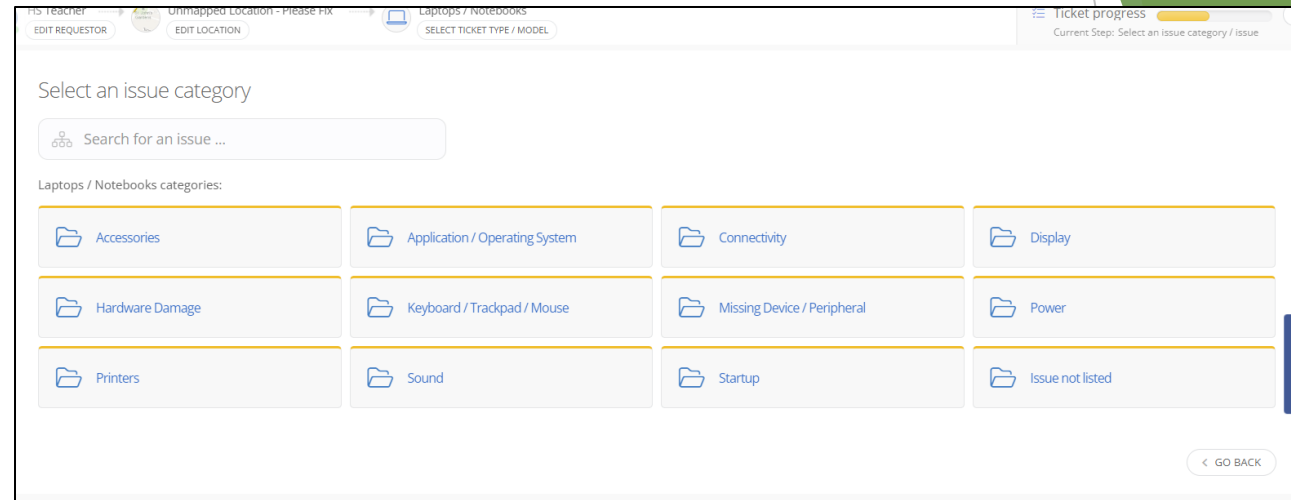 HS Teacher
Unmapped Location - Please Fix
Laptops / Notebooks
Ticket progress
EDIT REQUESTOR
EDIT LOCATION
SELECT TICKET TYPE / MODEL
Current Step: Select an issue category / issue
Select an issue category
Search for an issue ...
Laptops / Notebooks categories:
Accessories
Application / Operating System
Connectivity
Display
Hardware Damage
Keyboard / Trackpad / Mouse
Missing Device / Peripheral
Power
Printers
Sound
Startup
Issue not listed
GO BACK